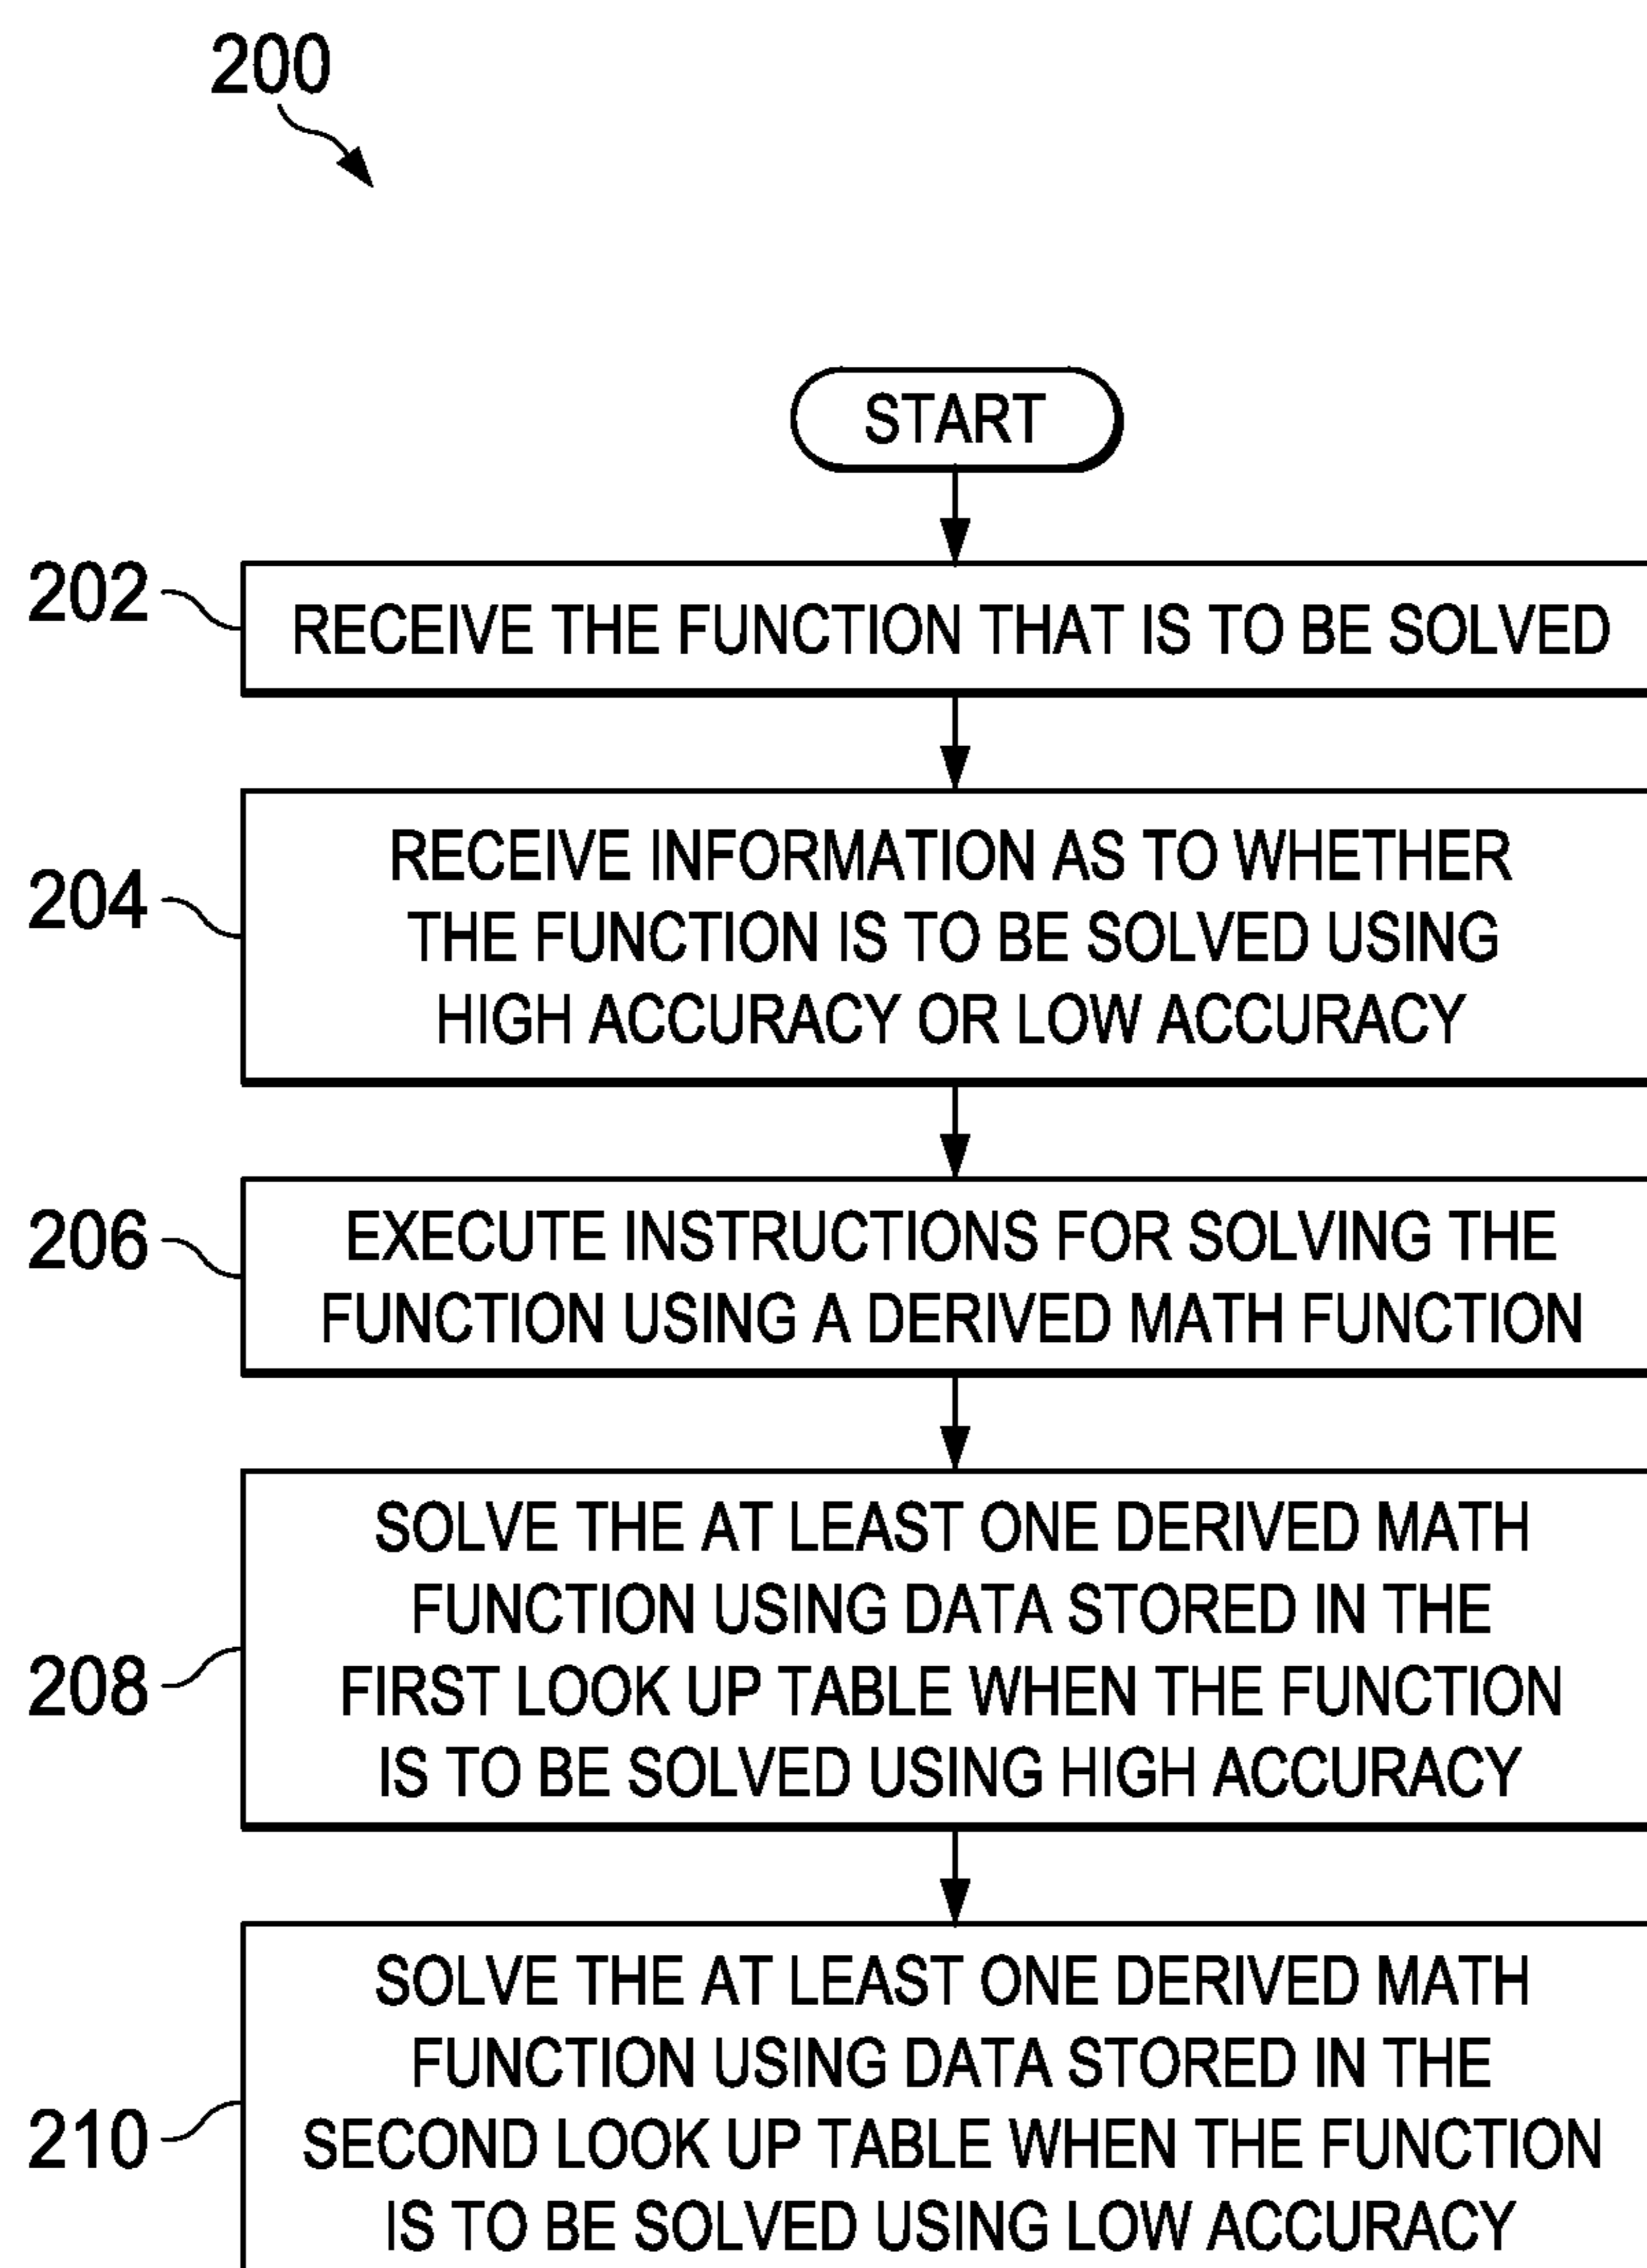 200
START
202
RECEIVE THE FUNCTION THAT IS TO BE SOLVED
204
RECEIVE INFORMATION AS TO WHETHER
THE FUNCTION IS TO BE SOLVED USING
HIGH ACCURACY OR LOW ACCURACY
206
EXECUTE INSTRUCTIONS FOR SOLVING THE
FUNCTION USING A DERIVED MATH FUNCTION
208
SOLVE THE AT LEAST ONE DERIVED MATH
FUNCTION USING DATA STORED IN THE
FIRST LOOK UP TABLE WHEN THE FUNCTION
IS TO BE SOLVED USING HIGH ACCURACY
210
SOLVE THE AT LEAST ONE DERIVED MATH
FUNCTION USING DATA STORED IN THE
SECOND LOOK UP TABLE WHEN THE FUNCTION
IS TO BE SOLVED USING LOW ACCURACY